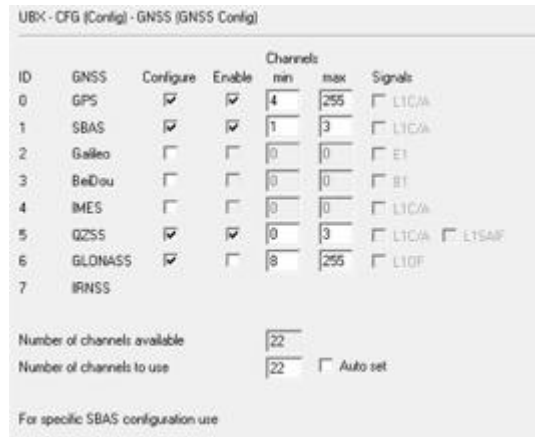 UBX - CFG (Config) - GNSS (GNSS Config)
Channels
ID GNSS Configure Enable min max Signals
0 GPS 4 255 L1C/A
1 SBAS 1 3 L1C/A
2 Galileo 0 0 E1
3 BeiDou 0 0 B1
4 IMES 0 0 L1C/A
5 QZSS 0 3 L1C/A L1SAIF
6 GLONASS 8 255 L1OF
7 IRNSS
Number of channels available 22
Number of channels to use 22 Auto set
For specific SBAS configuration use